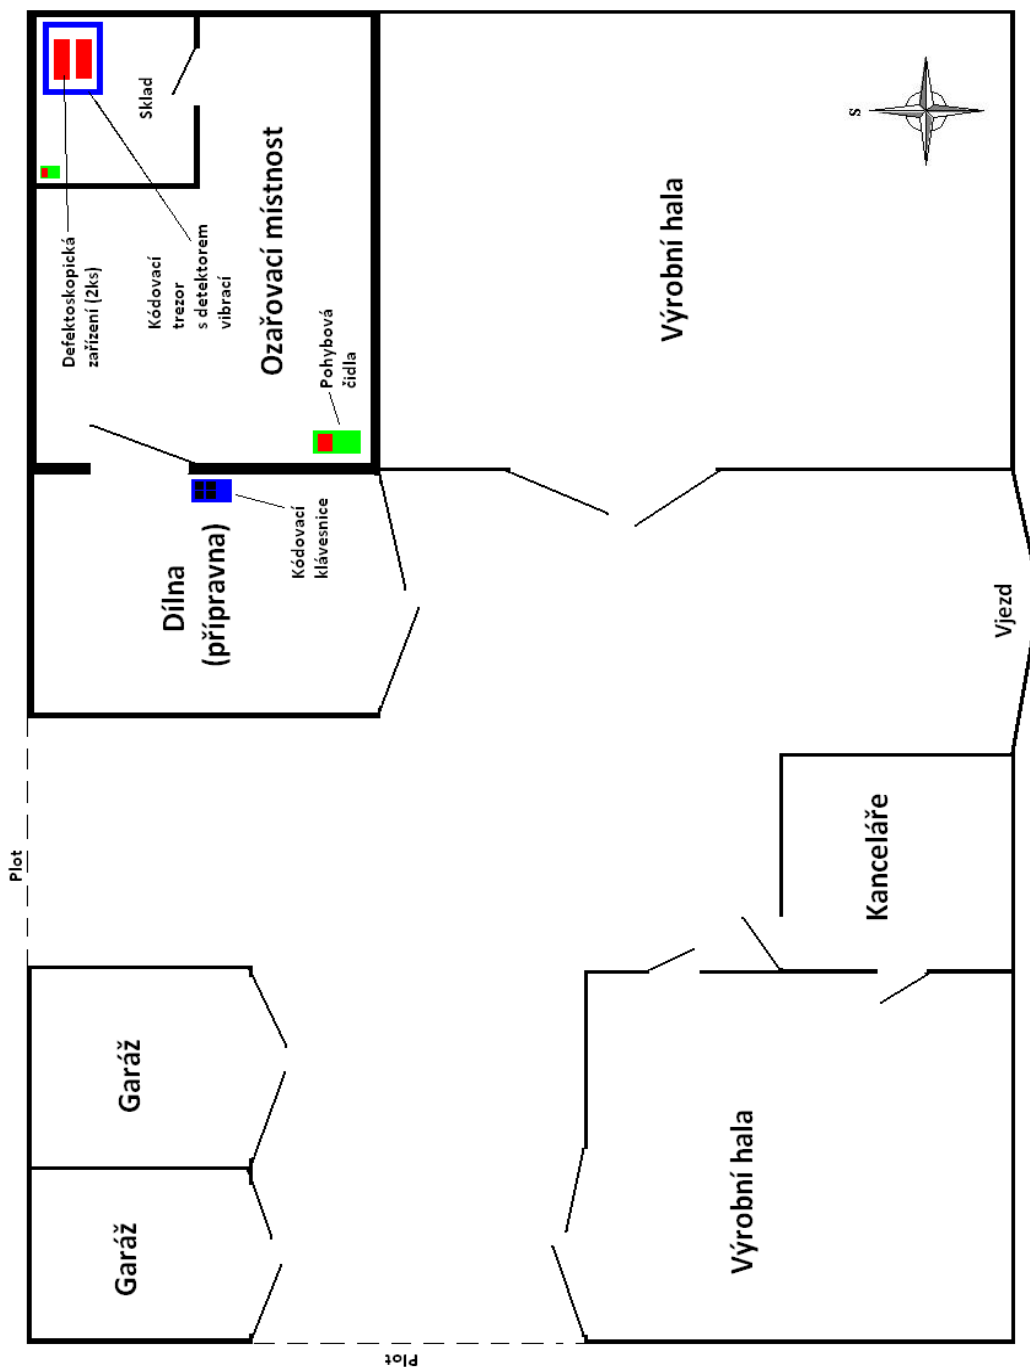 Plot
Defektoskopická
zařízení (2ks)
Sklad
Kódovací
trezor
s detektorem
vibrací
Ozařovací místnost
Pohybová
čidla
Výrobní hala
S
Dílna
(přípravna)
Kódovací
klávesnice
Vjezd
Kanceláře
Garáž
Garáž
Výrobní hala
Plot